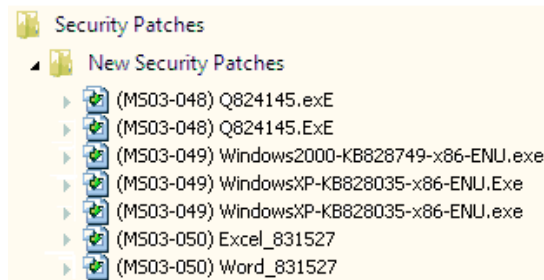 Security Patches
New Security Patches
(MS03-048) Q824145.exE
(MS03-048) Q824145.ExE
(MS03-049) Windows2000-KB828749-x86-ENU.exe
(MS03-049) WindowsXP-KB828035-x86-ENU.Exe
(MS03-049) WindowsXP-KB828035-x86-ENU.exe
(MS03-050) Excel_831527
(MS03-050) Word_831527